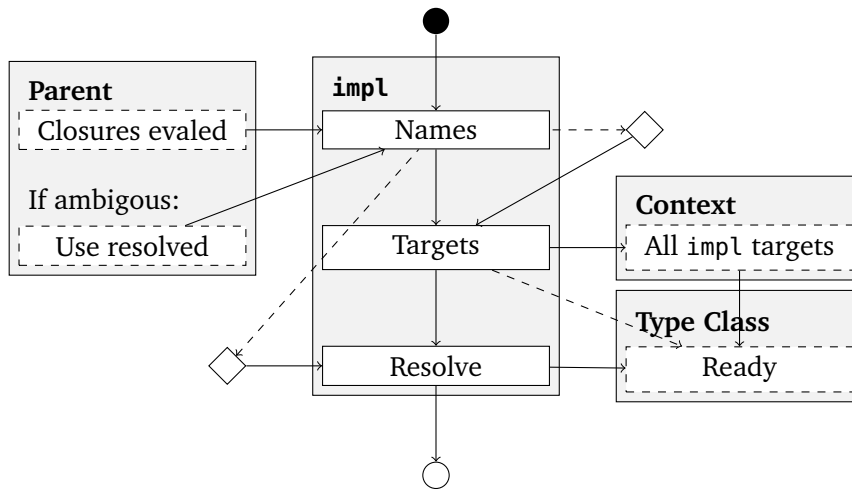 Parent
Closures evaled
If ambigous:
Use resolved
impl
Names
Targets
Resolve
Context
All impl targets
Type Class
Ready